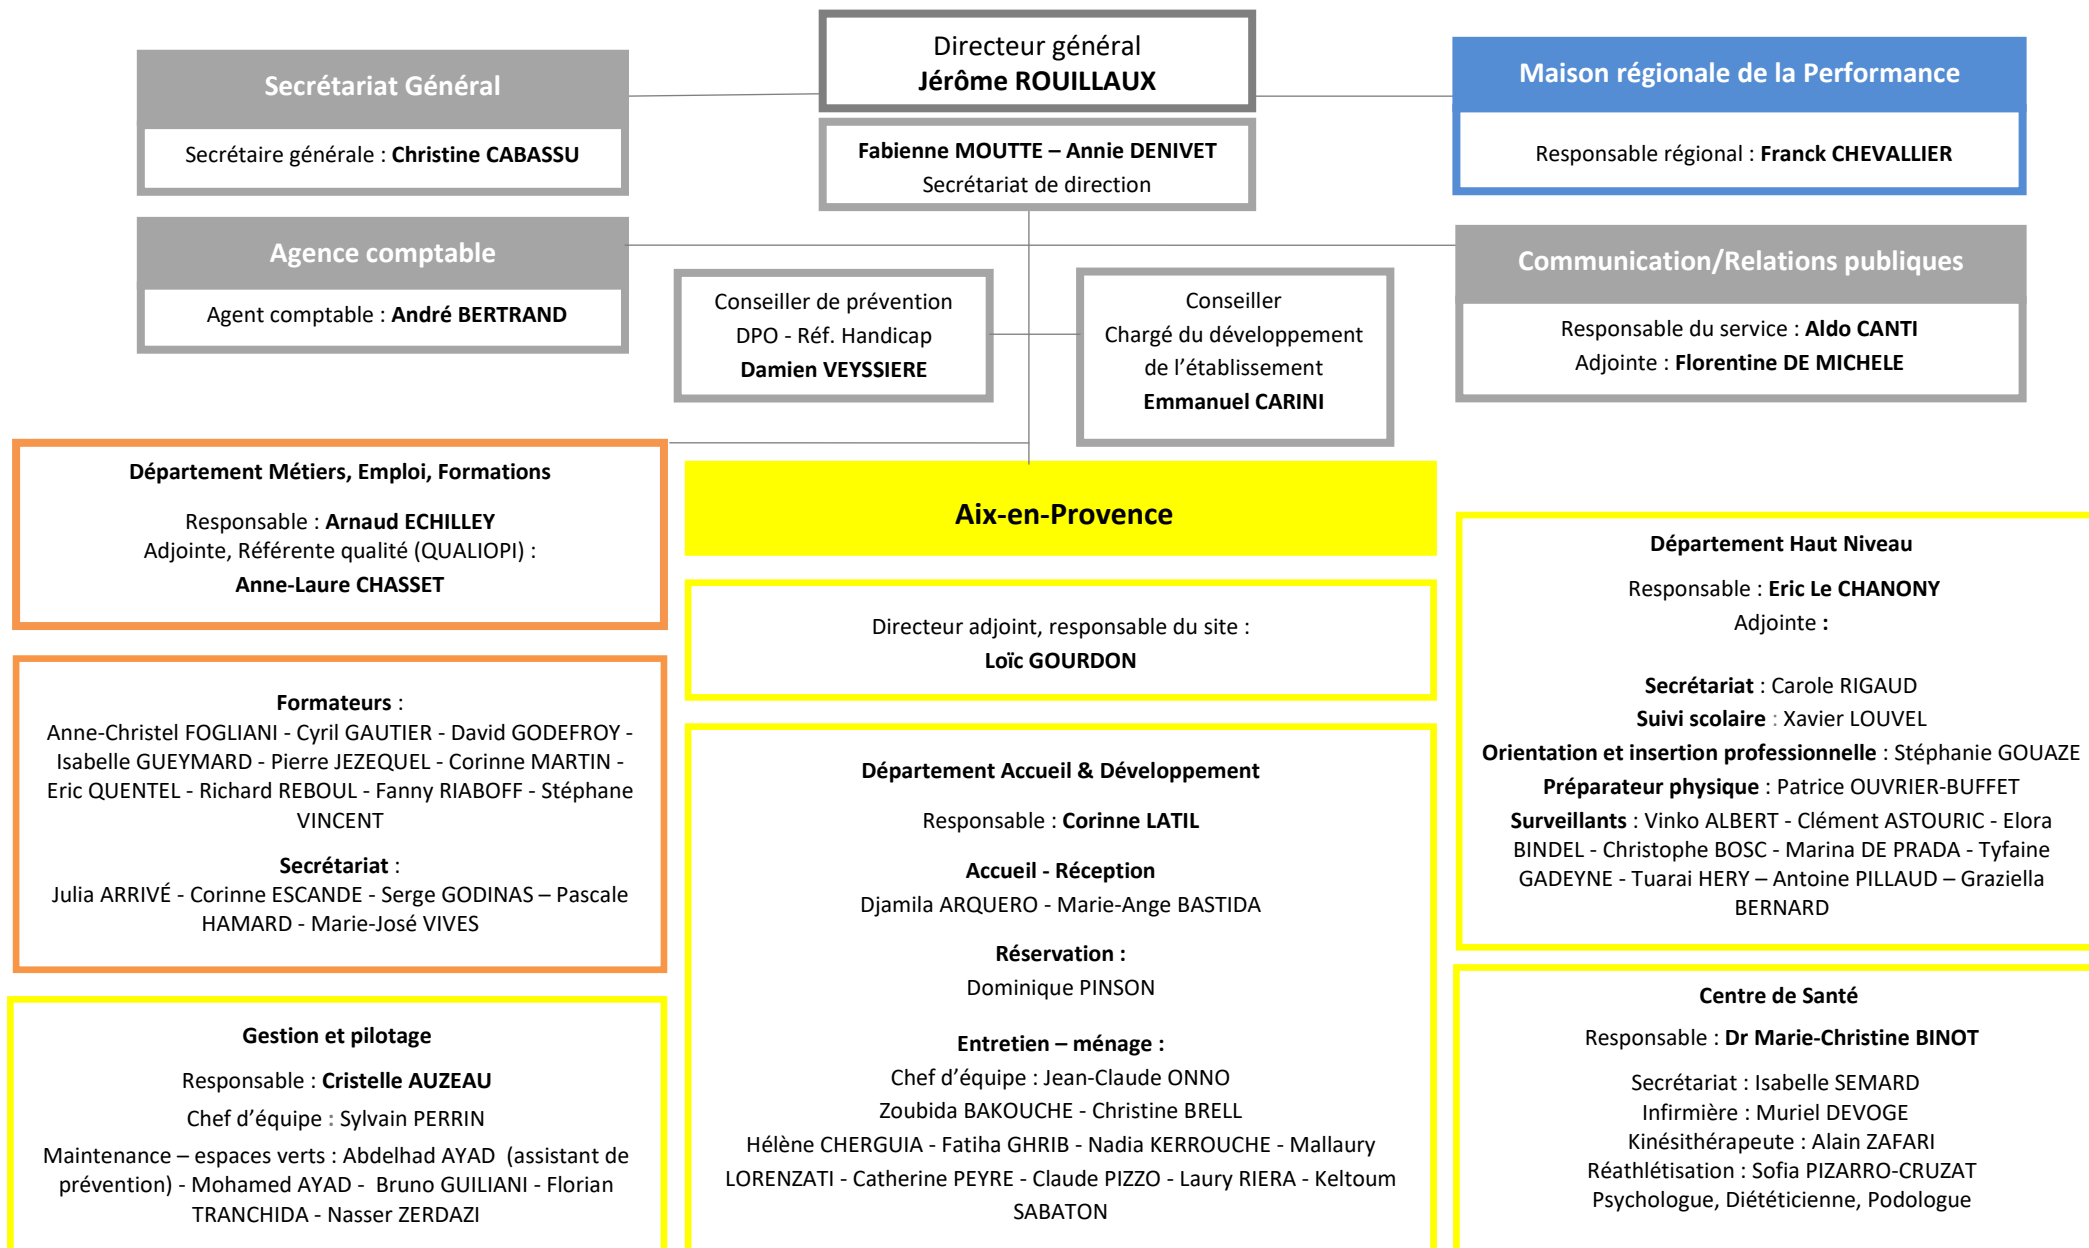 Directeur général
Jérôme ROUILLAUX
Secrétariat Général
Secrétaire générale : Christine CABASSU
Fabienne MOUTTE – Annie DENIVET
Secrétariat de direction
Maison régionale de la Performance
Responsable régional : Franck CHEVALLIER
Agence comptable
Agent comptable : André BERTRAND
Conseiller de prévention
DPO - Réf. Handicap
Damien VEYSSIERE
Conseiller
Chargé du développement
de l'établissement
Emmanuel CARINI
Communication/Relations publiques
Responsable du service : Aldo CANTI
Adjointe : Florentine DE MICHELE
Département Métiers, Emploi, Formations
Responsable : Arnaud ECHILLEY
Adjointe, Référente qualité (QUALIOPI) :
Anne-Laure CHASSET
Formateurs :
Anne-Christel FOGLIANI - Cyril GAUTIER - David GODEFROY -
Isabelle GUEYMARD - Pierre JEZEQUEL - Corinne MARTIN -
Eric QUENTEL - Richard REBOUL - Fanny RIABOFF - Stéphane
VINCENT
Secrétariat :
Julia ARRIVÉ - Corinne ESCANDE - Serge GODINAS – Pascale
HAMARD - Marie-José VIVES
Gestion et pilotage
Responsable : Cristelle AUZEAU
Chef d'équipe : Sylvain PERRIN
Maintenance – espaces verts : Abdelhad AYAD (assistant de
prévention) - Mohamed AYAD - Bruno GUILIANI - Florian
TRANCHIDA - Nasser ZERDAZI
Aix-en-Provence
Directeur adjoint, responsable du site :
Loïc GOURDON
Département Accueil & Développement
Responsable : Corinne LATIL
Accueil - Réception
Djamila ARQUERO - Marie-Ange BASTIDA
Réservation :
Dominique PINSON
Entretien – ménage :
Chef d'équipe : Jean-Claude ONNO
Zoubida BAKOUCHE - Christine BRELL
Hélène CHERGUIA - Fatiha GHRIB - Nadia KERROUCHE - Mallaury
LORENZATI - Catherine PEYRE - Claude PIZZO - Laury RIERA - Keltoum
SABATON
Département Haut Niveau
Responsable : Eric Le CHANONY
Adjointe :
Secrétariat : Carole RIGAUD
Suivi scolaire : Xavier LOUVEL
Orientation et insertion professionnelle : Stéphanie GOUAZE
Préparateur physique : Patrice OUVRIER-BUFFET
Surveillants : Vinko ALBERT - Clément ASTOURIC - Elora
BINDEL - Christophe BOSC - Marina DE PRADA - Tyfaine
GADEYNE - Tuarai HERY – Antoine PILLAUD – Graziella
BERNARD
Centre de Santé
Responsable : Dr Marie-Christine BINOT
Secrétariat : Isabelle SEMARD
Infirmière : Muriel DEVOGE
Kinésithérapeute : Alain ZAFARI
Réathlétisation : Sofia PIZARRO-CRUZAT
Psychologue, Diététicienne, Podologue